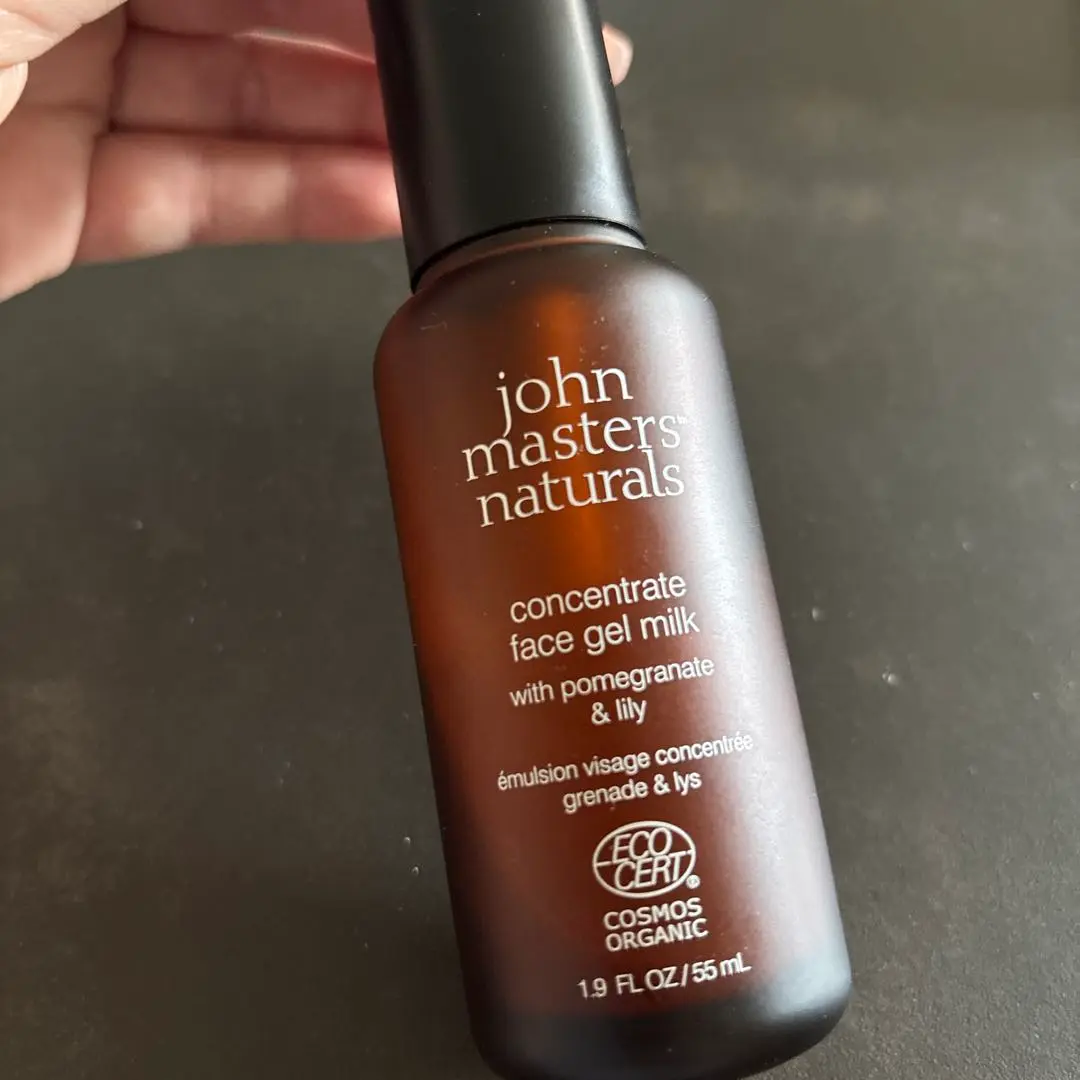 john
masters™
naturals
concentrate
face gel milk
with pomegranate
& lily
émulsion visage concentrée
grenade & lys
ECO
CERT®
COSMOS
ORGANIC
1.9 FL OZ / 55 mL